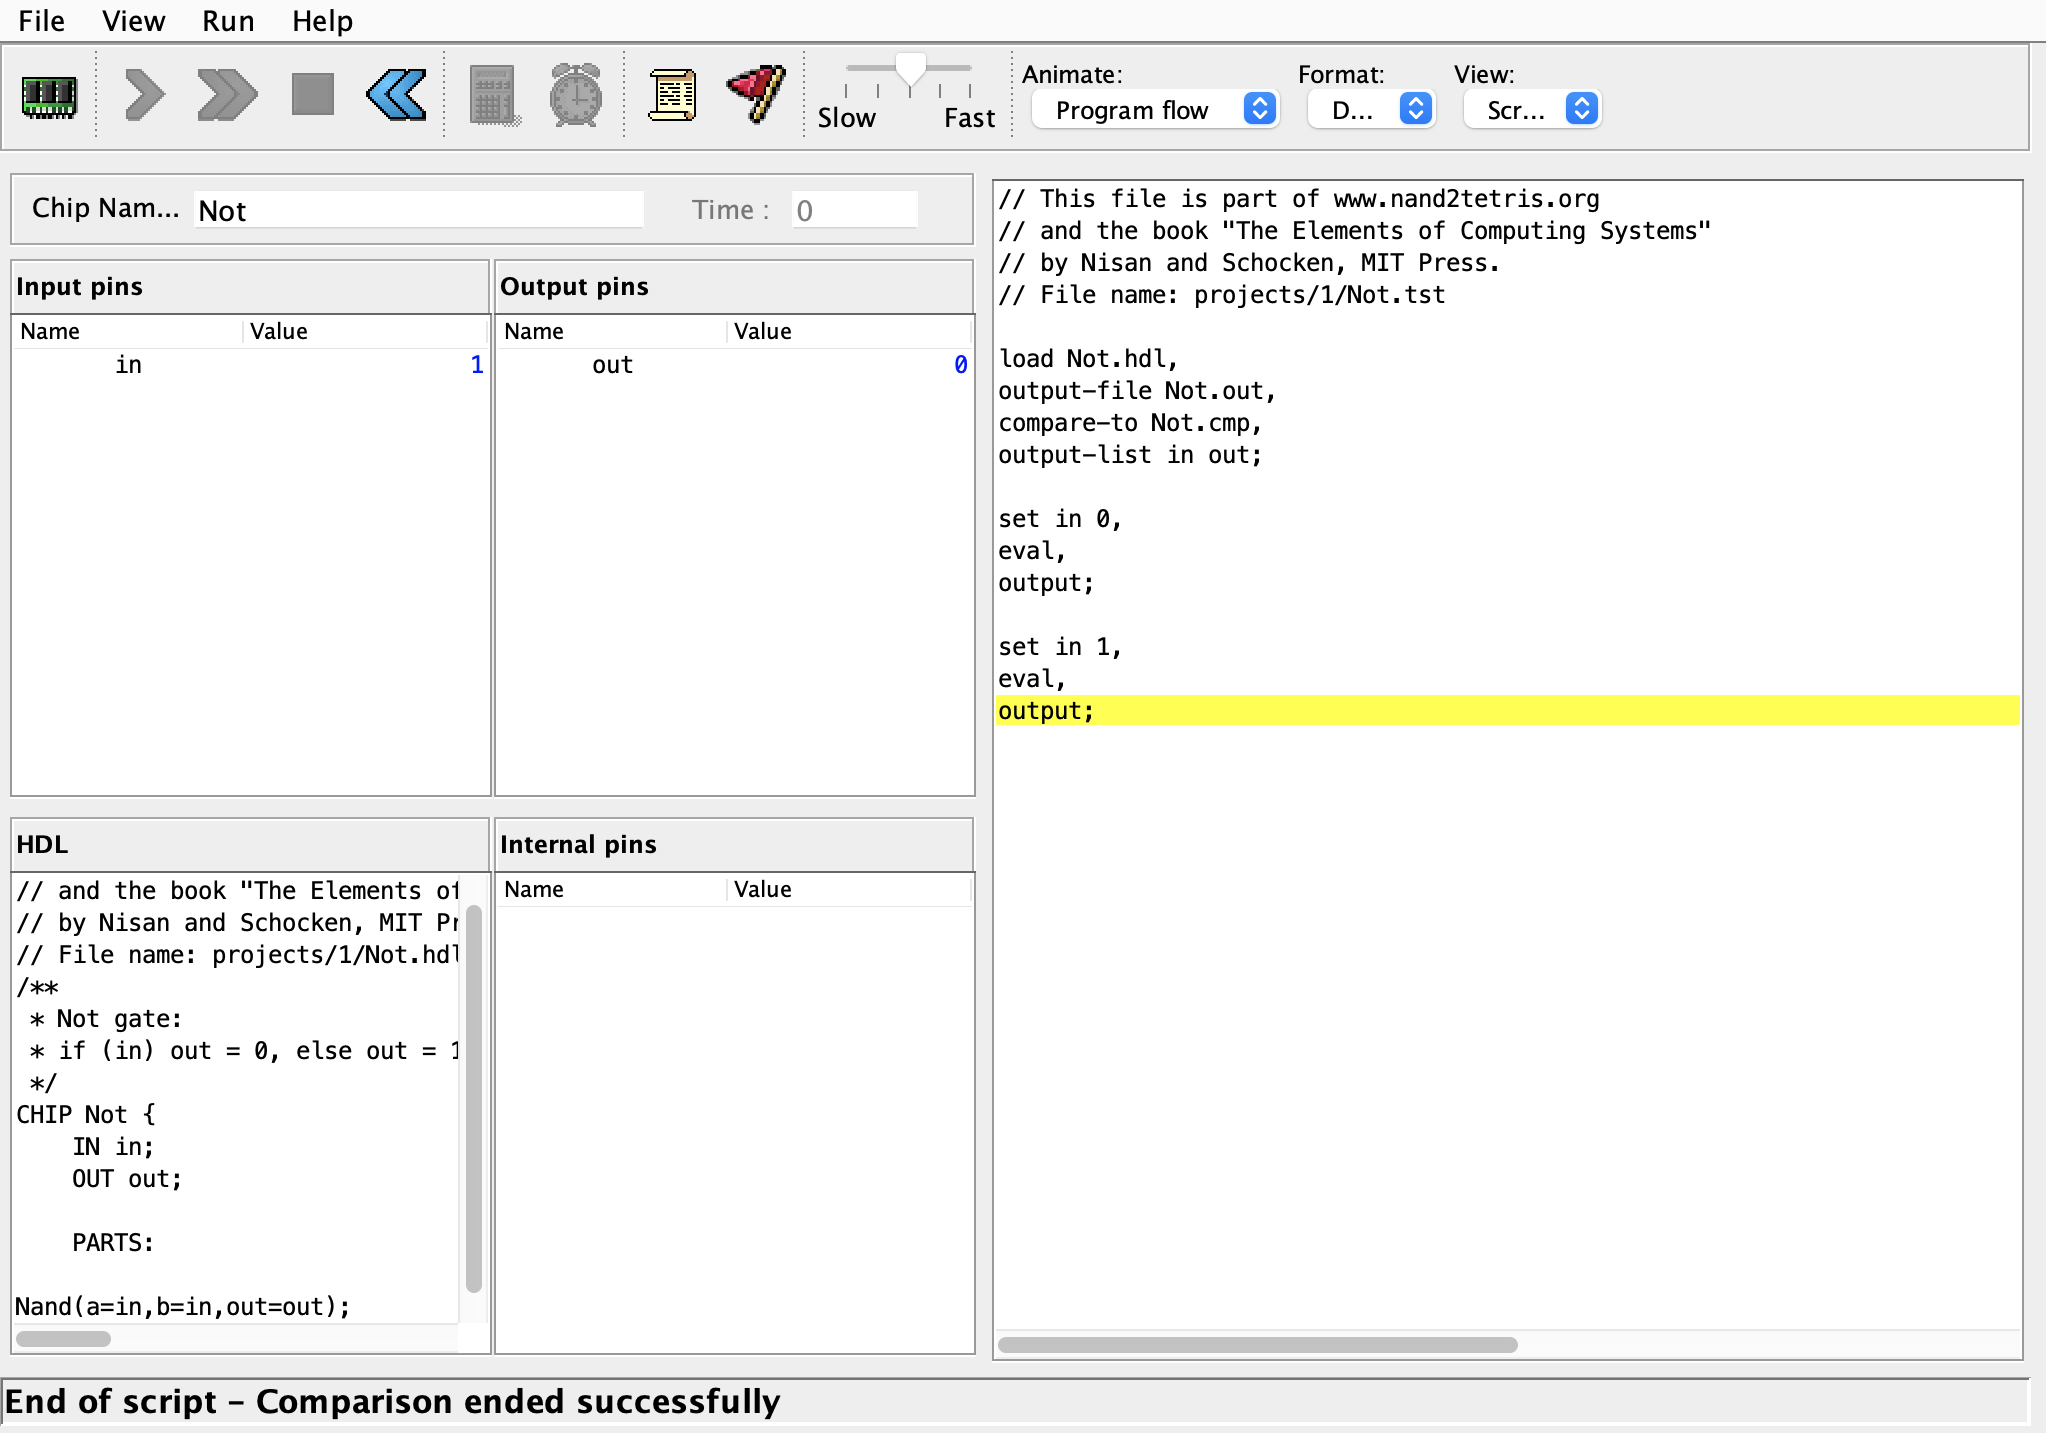 File View Run Help
Animate: Format: View:
Program flow D... Scr...
Slow Fast
Chip Nam... Not Time : 0
Input pins
Name Value
in 1
Output pins
Name Value
out 0
HDL
// and the book "The Elements of
// by Nisan and Schocken, MIT Pr
// File name: projects/1/Not.hdl
/**
* Not gate:
* if (in) out = 0, else out = 1
*/
CHIP Not {
IN in;
OUT out;
PARTS:
Nand(a=in,b=in,out=out);
Internal pins
Name Value
// This file is part of www.nand2tetris.org
// and the book "The Elements of Computing Systems"
// by Nisan and Schocken, MIT Press.
// File name: projects/1/Not.tst
load Not.hdl,
output-file Not.out,
compare-to Not.cmp,
output-list in out;
set in 0,
eval,
output;
set in 1,
eval,
output;
End of script - Comparison ended successfully